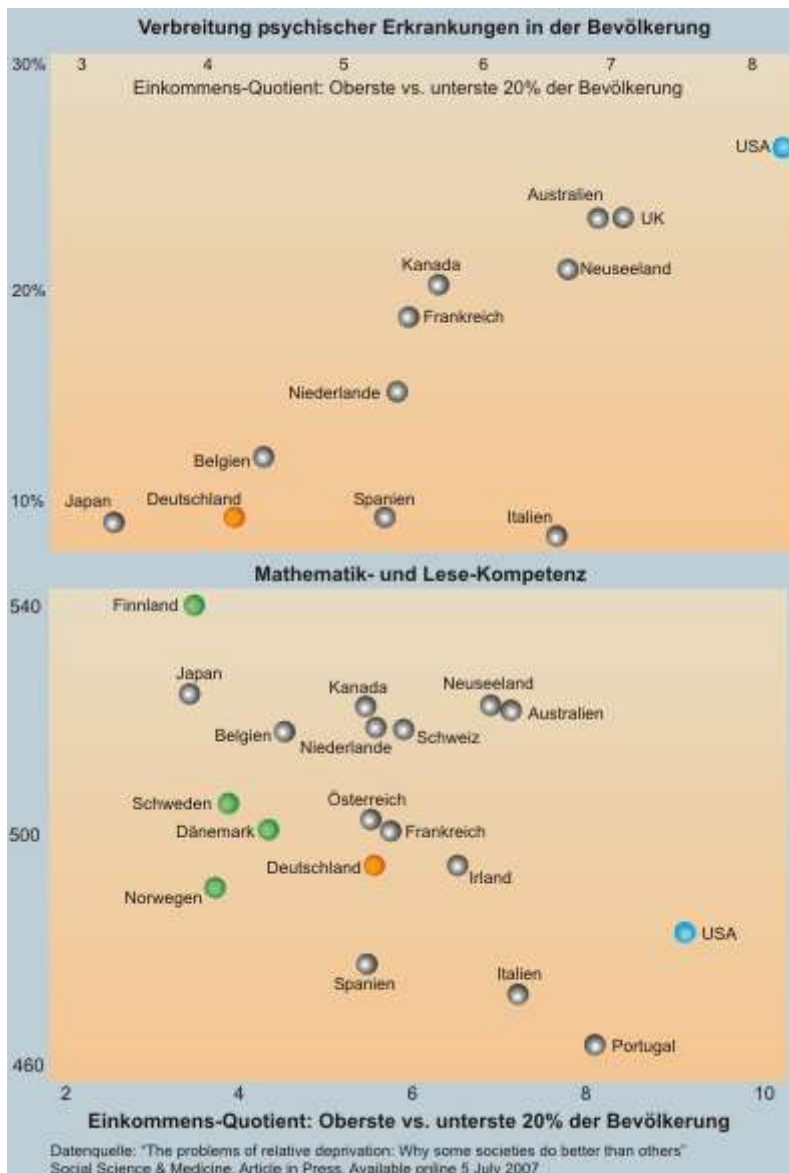 Verbreitung psychischer Erkrankungen in der Bevölkerung
30% 3 4 5 6 7 8
Einkommens-Quotient: Oberste vs. unterste 20% der Bevölkerung
USA
Australien
UK
Kanada
Neuseeland
20%
Frankreich
Niederlande
Belgien
10%
Japan
Deutschland
Spanien
Italien
Mathematik- und Lese-Kompetenz
540
Finnland
Japan
Kanada
Neuseeland
Australien
Belgien
Niederlande
Schweiz
Schweden
Österreich
500
Dänemark
Frankreich
Deutschland
Irland
Norwegen
USA
Spanien
Italien
Portugal
460
2 4 6 8 10
Einkommens-Quotient: Oberste vs. unterste 20% der Bevölkerung
Datenquelle: "The problems of relative deprivation: Why some societies do better than others"
Social Science & Medicine, Article in Press, Available online 5 July 2007